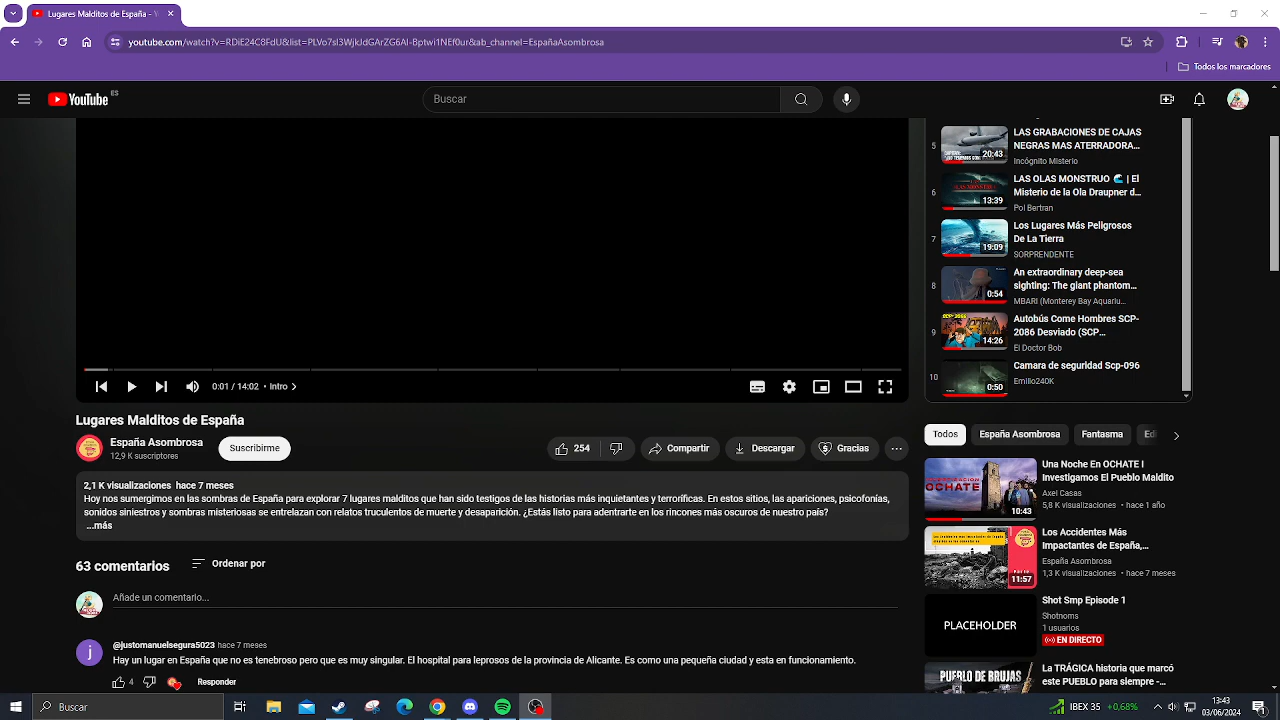 Lugares Malditos de España - Y
youtube.com/watch?v=RDiE24C8FdU&list=PLVo7sI3WjkJdGArZG6AI-Bptwi1NEf0ur&ab_channel=EspañaAsombrosa
Todos los marcadores
YouTube ES
Buscar
5
20:43
LAS GRABACIONES DE CAJAS
NEGRAS MAS ATERRADORA...
Incógnito Misterio
6
13:39
LAS OLAS MONSTRUO 🌊 | El
Misterio de la Ola Draupner d...
Pol Bertran
7
19:09
Los Lugares Más Peligrosos
De La Tierra
SORPRENDENTE
8
0:54
An extraordinary deep-sea
sighting: The giant phantom...
MBARI (Monterey Bay Aquariu...
9
14:26
Autobús Come Hombres SCP-
2086 Desviado (SCP...
El Doctor Bob
10
0:50
Camara de seguridad Scp-096
Emilio240K
0:01 / 14:02 • Intro
Lugares Malditos de España
España Asombrosa
12,9 K suscriptores
Suscribirme
254
Compartir
Descargar
Gracias
2,1 K visualizaciones hace 7 meses
Hoy nos sumergimos en las sombras de España para explorar 7 lugares malditos que han sido testigos de las historias más inquietantes y terroríficas. En estos sitios, las apariciones, psicofonías,
sonidos siniestros y sombras misteriosas se entrelazan con relatos truculentos de muerte y desaparición. ¿Estás listo para adentrarte en los rincones más oscuros de nuestro país?
...más
63 comentarios
Ordenar por
Añade un comentario...
@justomanuelsegura5023 hace 7 meses
Hay un lugar en España que no es tenebroso pero que es muy singular. El hospital para leprosos de la provincia de Alicante. Es como una pequeña ciudad y esta en funcionamiento.
4
Responder
Todos
España Asombrosa
Fantasma
Edi
OCHATE
10:43
Una Noche En OCHATE I
Investigamos El Pueblo Maldito
Axel Casas
5,8 K visualizaciones • hace 1 año
11:57
Los Accidentes Más
Impactantes de España,...
España Asombrosa
1,3 K visualizaciones • hace 7 meses
PLACEHOLDER
Shot Smp Episode 1
Shotnoms
1 usuarios
EN DIRECTO
PUEBLO DE BRUJAS
La TRÁGICA historia que marcó
este PUEBLO para siempre -...
Buscar
IBEX 35 +0,68%
13:43
03/06/2024